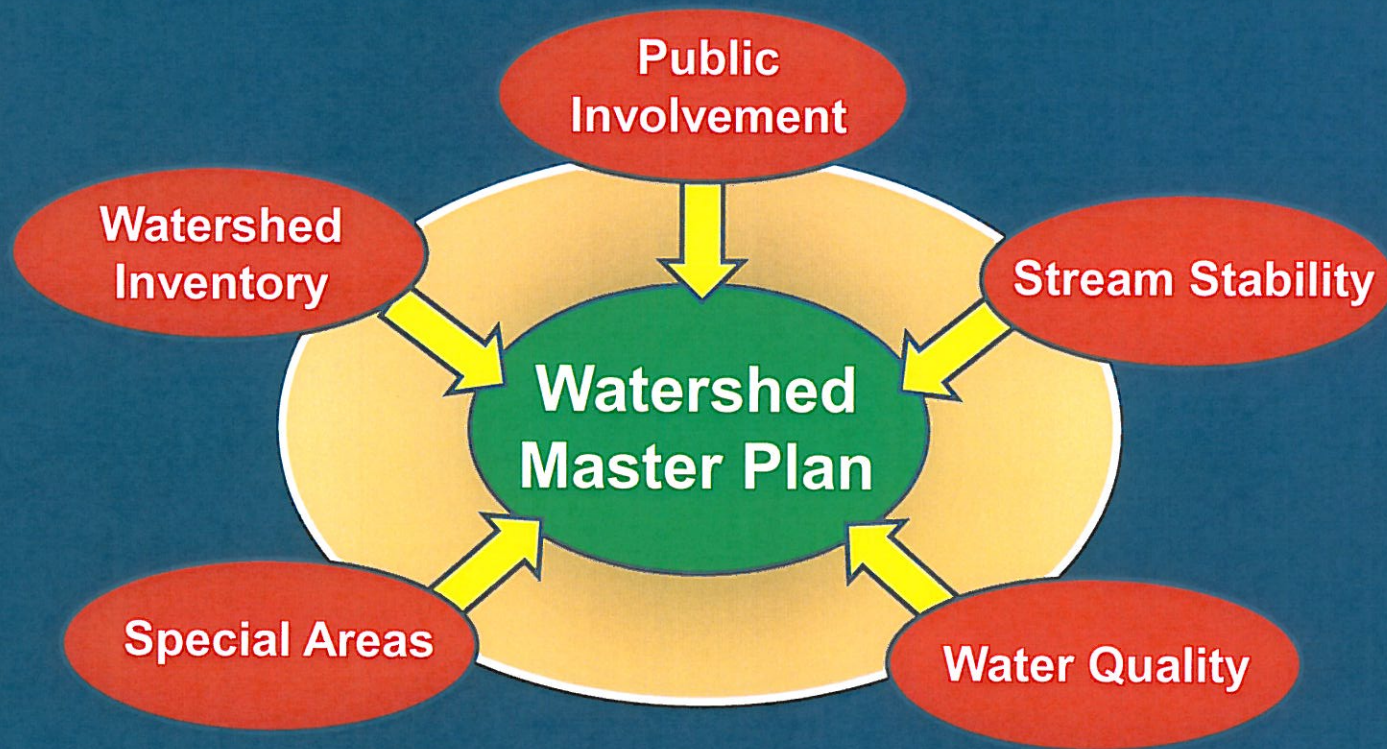 Public
Involvement
Watershed
Inventory
Stream Stability
Watershed
Master Plan
Special Areas
Water Quality